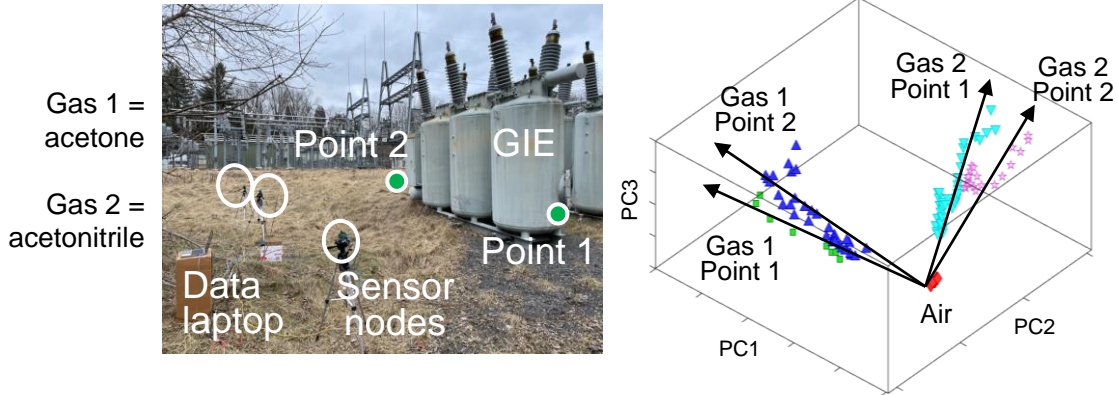 Gas 1 =
acetone
Gas 2 =
acetonitrile
Point 2
GIE
Point 1
Data
laptop
Sensor
nodes
Gas 1
Point 2
Gas 2
Point 1
Gas 2
Point 2
PC3
Gas 1
Point 1
Air
PC1
PC2